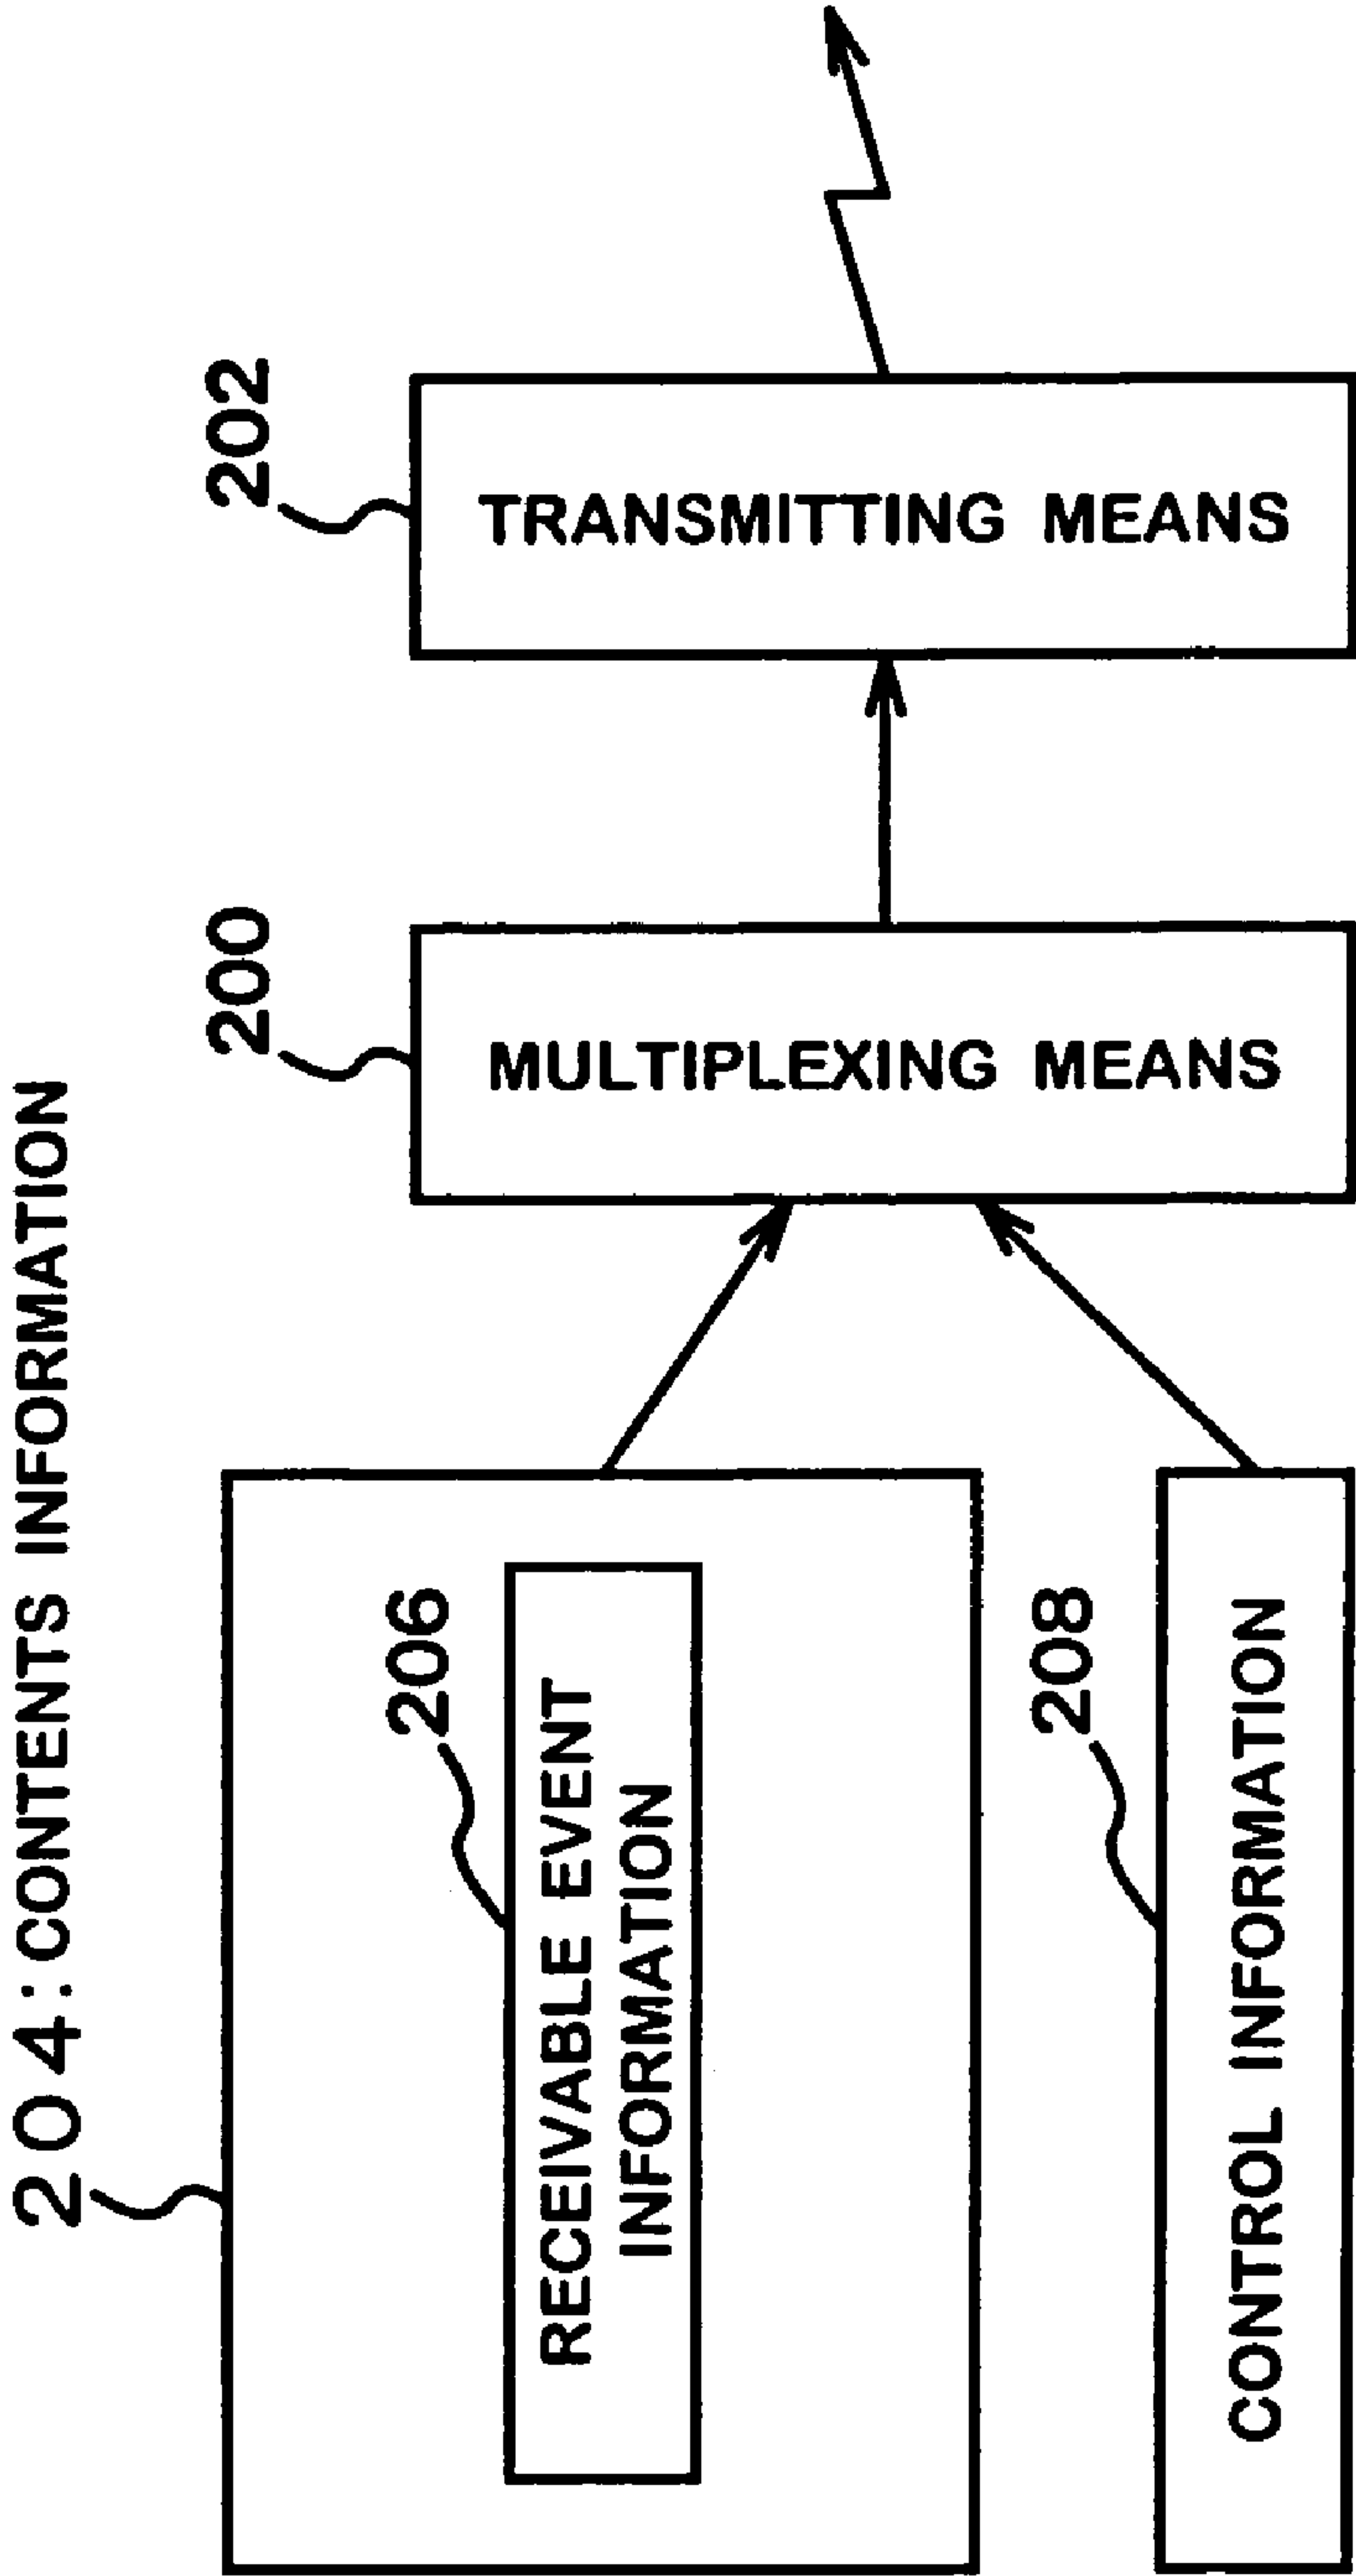 204:CONTENTS INFORMATION
206
RECEIVABLE EVENT
INFORMATION
208
CONTROL INFORMATION
200
MULTIPLEXING MEANS
202
TRANSMITTING MEANS